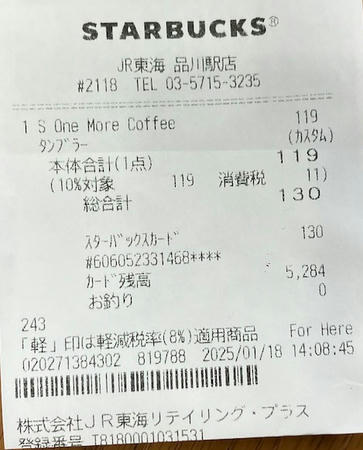 STARBUCKS®
JR東海 品川駅店
#2118 TEL 03-5715-3235
1 S One More Coffee 119
ﾀﾝﾌﾞﾗｰ (ｶｽﾀﾑ)
本体合計(1点) 119
(10%対象 119 消費税 11)
総合計 130
ｽﾀｰﾊﾞｯｸｽｶｰﾄﾞ 130
#606052331468****
ｶｰﾄﾞ残高 5,284
お釣り 0
243
「軽」印は軽減税率(8%)適用商品 For Here
020271384302 819788 2025/01/18 14:08:45
株式会社JR東海リテイリング・プラス
登録番号 T8180001031531